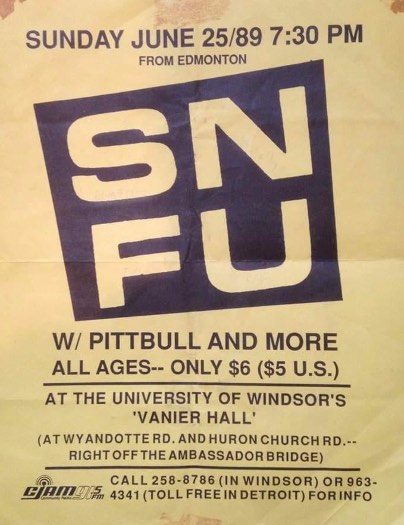 SUNDAY JUNE 25/89 7:30 PM
FROM EDMONTON
SN
FU
W/ PITTBULL AND MORE
ALL AGES-- ONLY $6 ($5 U.S.)
AT THE UNIVERSITY OF WINDSOR'S
'VANIER HALL'
(AT WYANDOTTE RD. AND HURON CHURCH RD.--
RIGHT OFF THE AMBASSADOR BRIDGE)
CALL 258-8786 (IN WINDSOR) OR 963-
4341 (TOLL FREE IN DETROIT) FOR INFO
CJAM FM